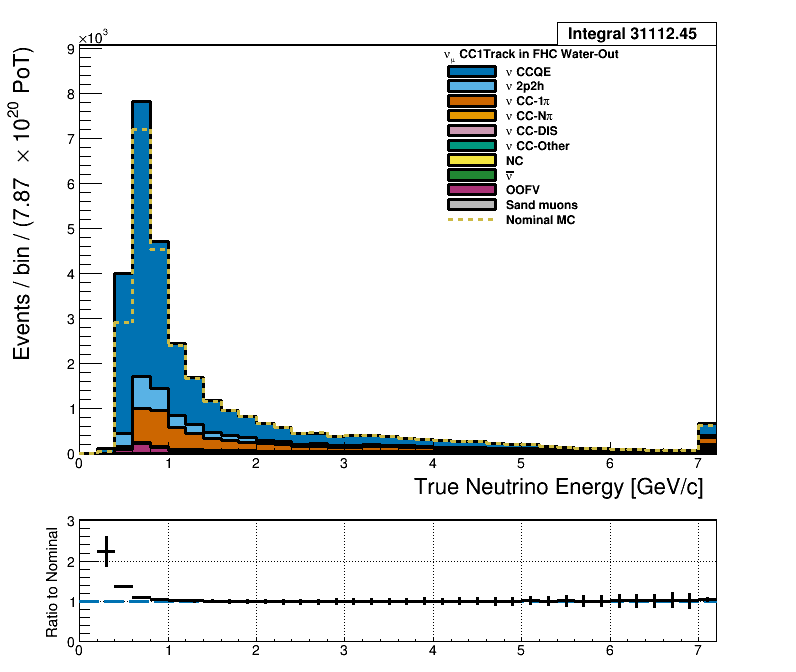 Integral 31112.45
×10³
ν_μ CC1Track in FHC Water-Out
ν CCQE
ν 2p2h
ν CC-1π
ν CC-Nπ
ν CC-DIS
ν CC-Other
NC
ν̅
OOFV
Sand muons
Nominal MC
Events / bin / (7.87 × 10²⁰ PoT)
9
8
7
6
5
4
3
2
1
0
0 1 2 3 4 5 6 7
True Neutrino Energy [GeV/c]
Ratio to Nominal
3
2
1
0
0 1 2 3 4 5 6 7